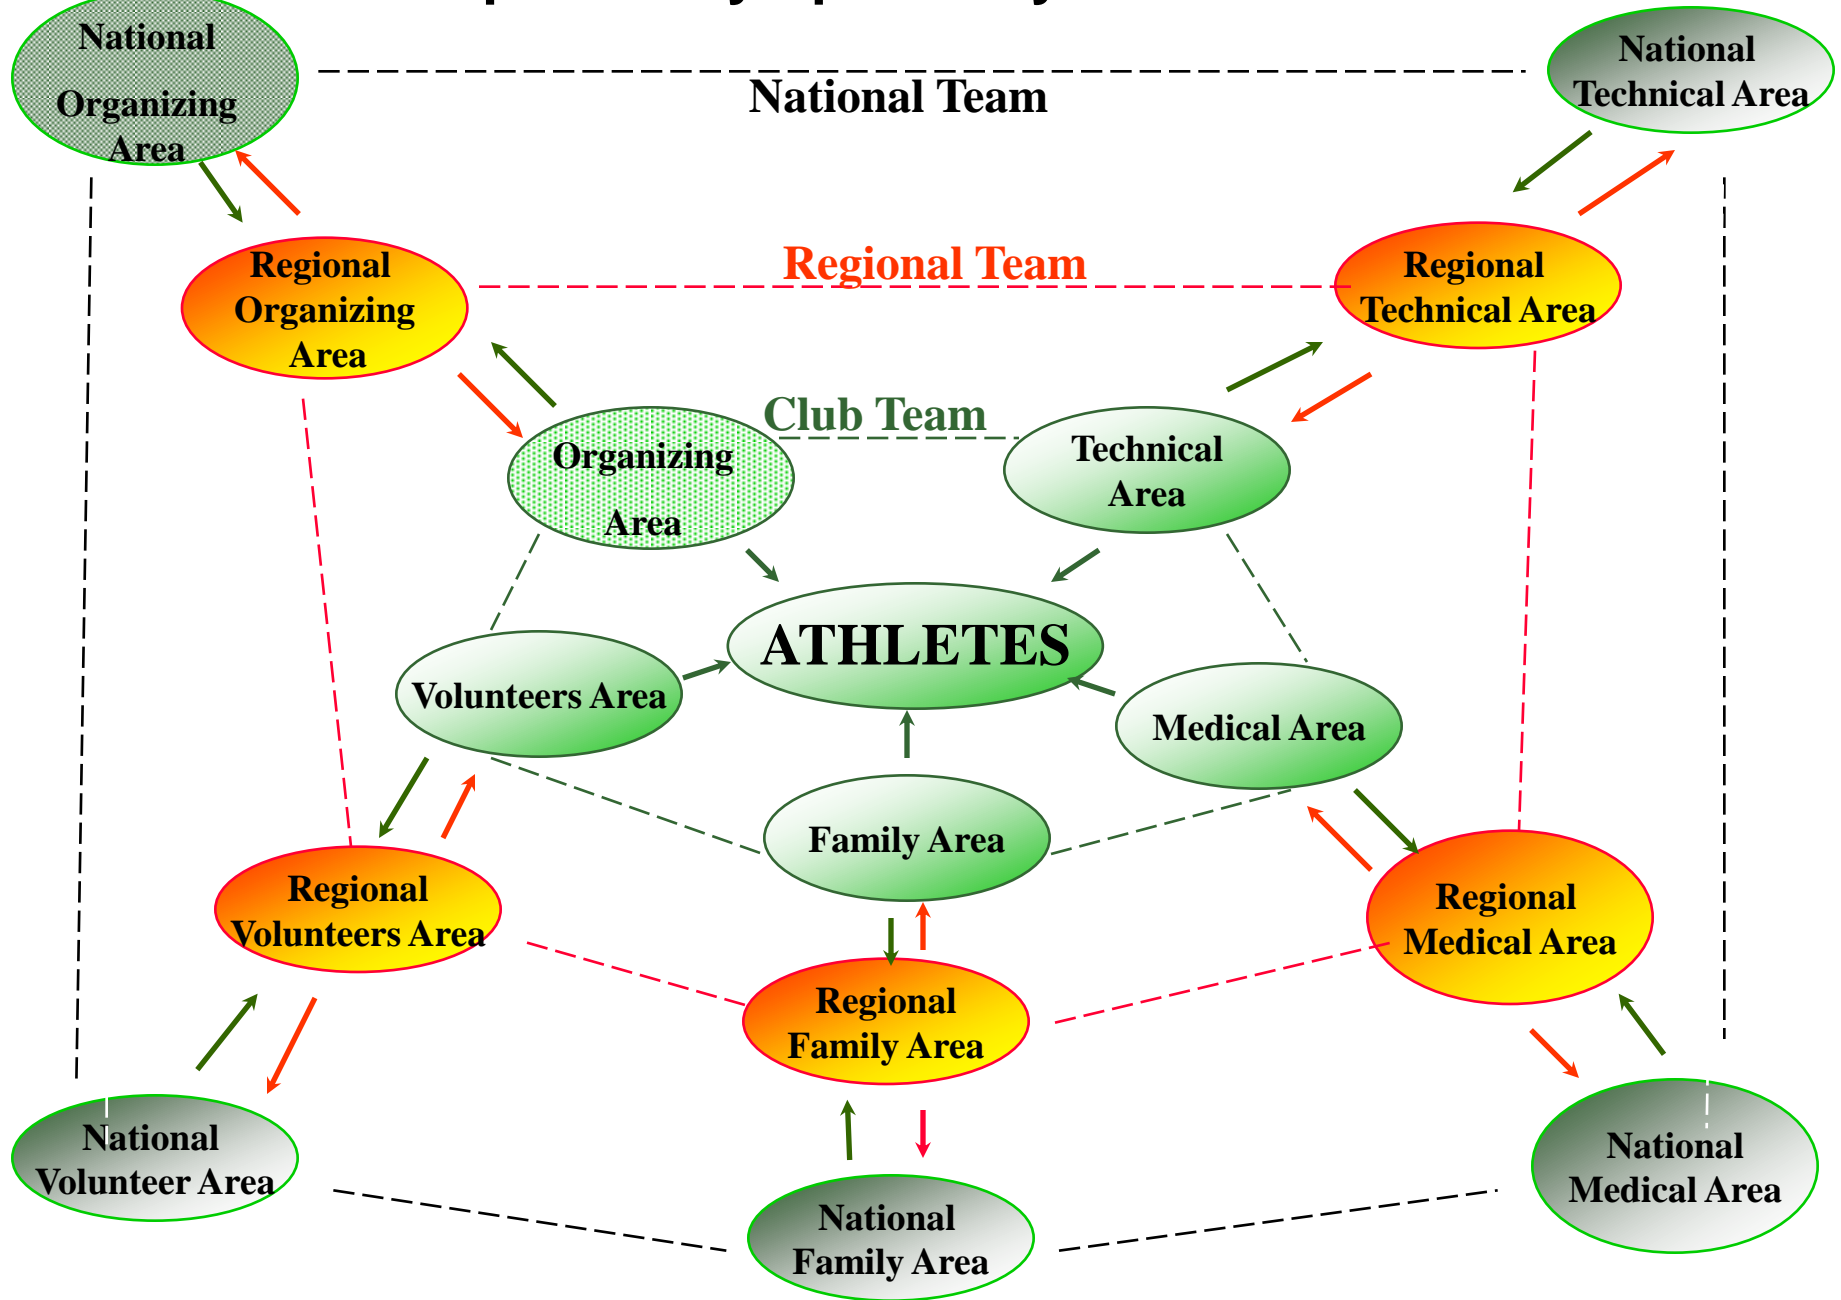 National
Organizing
Area
National
Technical Area
National Team
Regional
Organizing
Area
Regional Team
Regional
Technical Area
Club Team
Organizing
Area
Technical
Area
ATHLETES
Volunteers Area
Medical Area
Family Area
Regional
Volunteers Area
Regional
Medical Area
Regional
Family Area
National
Volunteer Area
National
Medical Area
National
Family Area